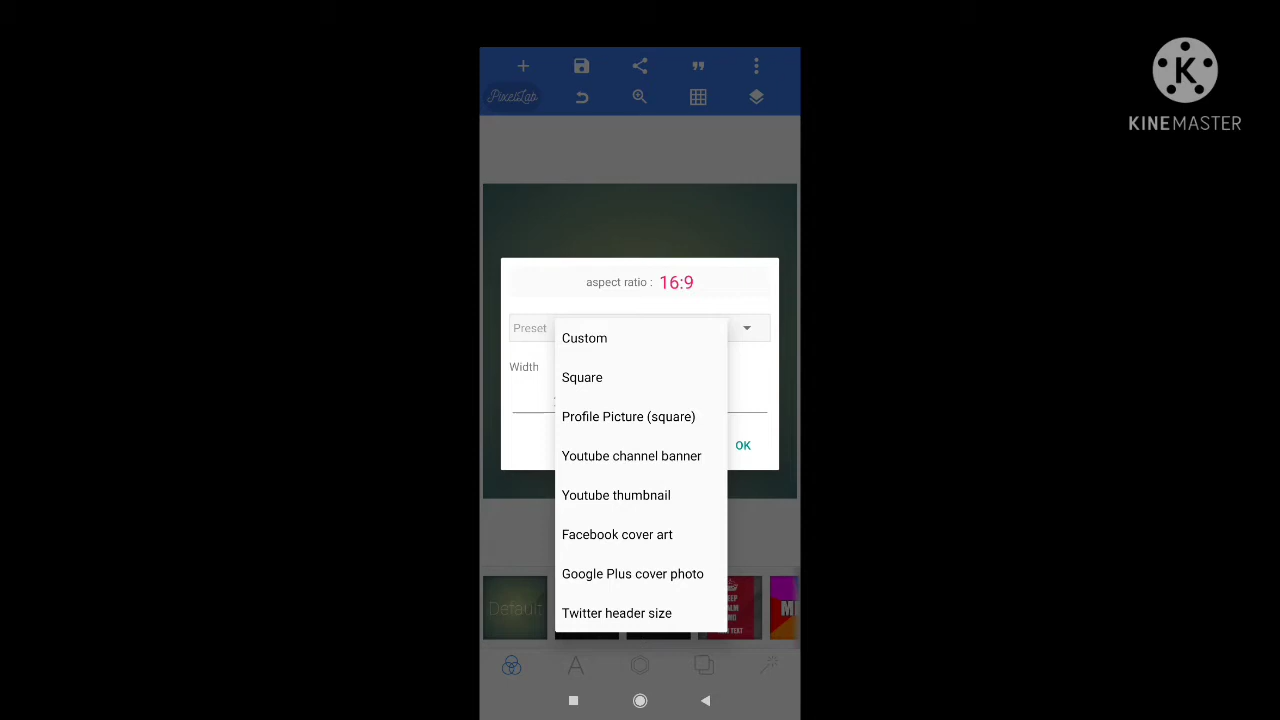 PixelLab
KINEMASTER
aspect ratio : 16:9
Preset
Custom
Width
Square
Profile Picture (square)
Youtube channel banner
OK
Youtube thumbnail
Facebook cover art
Google Plus cover photo
Twitter header size
Default